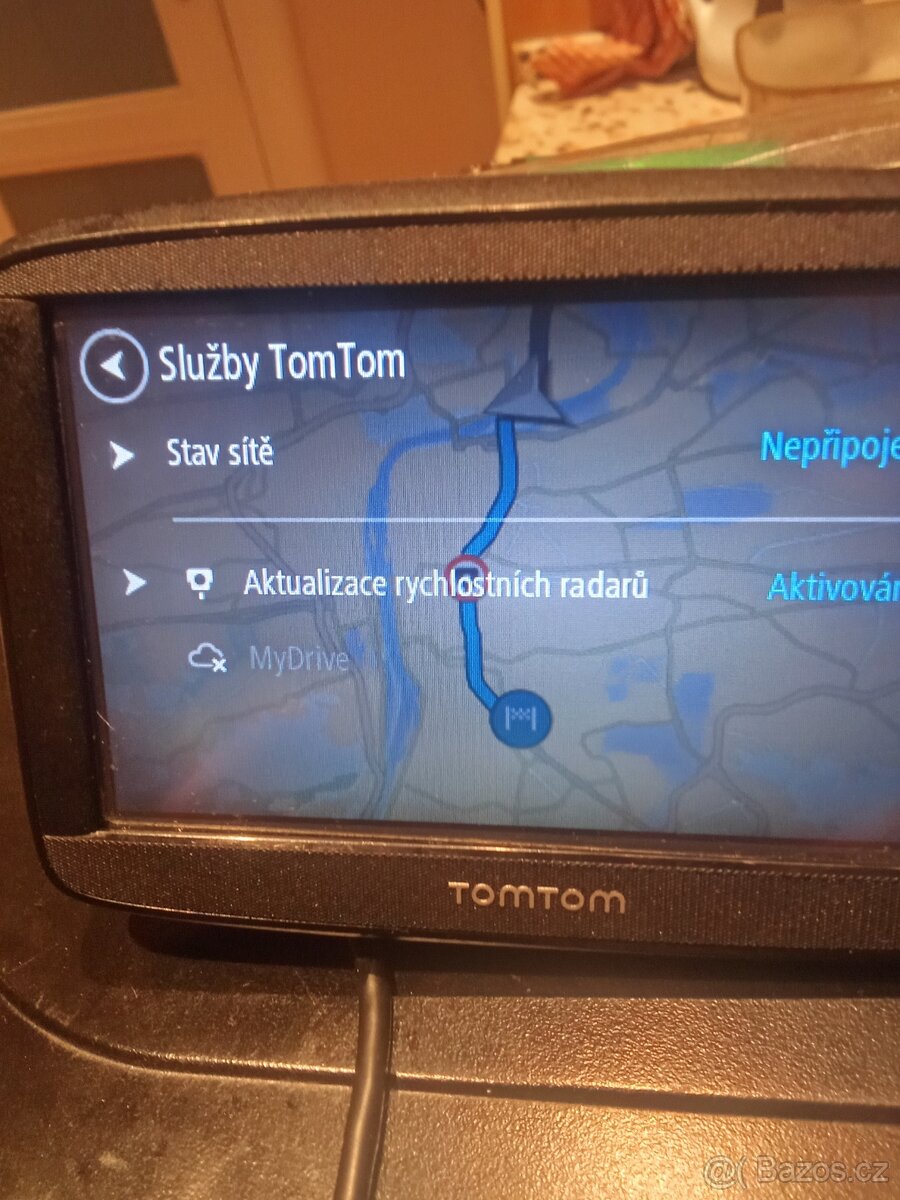 Služby TomTom
Stav sítě Nepřipoje
Aktualizace rychlostních radarů Aktivován
MyDrive
TOMTOM
@( Bazos.cz